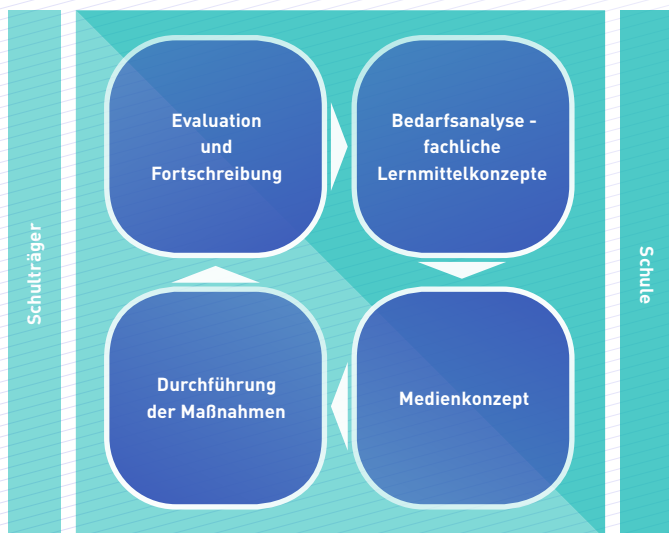 Schulträger
Evaluation
und
Fortschreibung
Bedarfsanalyse -
fachliche
Lernmittelkonzepte
Durchführung
der Maßnahmen
Medienkonzept
Schule